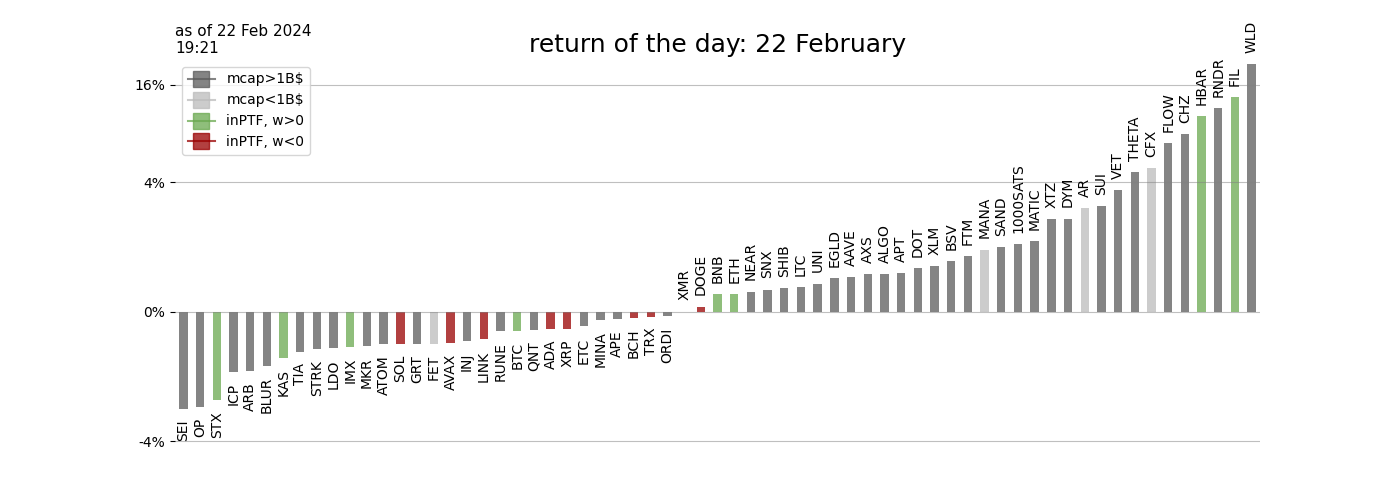 as of 22 Feb 2024
19:21
return of the day: 22 February
mcap>1B$
mcap<1B$
inPTF, w>0
inPTF, w<0
16%
4%
0%
-4%
SEI
OP
STX
ICP
ARB
BLUR
KAS
TIA
STRK
LDO
IMX
MKR
ATOM
SOL
GRT
FET
AVAX
INJ
LINK
RUNE
BTC
QNT
ADA
XRP
ETC
MINA
APE
BCH
TRX
ORDI
XMR
DOGE
BNB
ETH
NEAR
SNX
SHIB
LTC
UNI
EGLD
AAVE
AXS
ALGO
APT
DOT
XLM
BSV
FTM
MANA
SAND
1000SATS
MATIC
XTZ
DYM
AR
SUI
VET
THETA
CFX
FLOW
CHZ
HBAR
RNDR
FIL
WLD